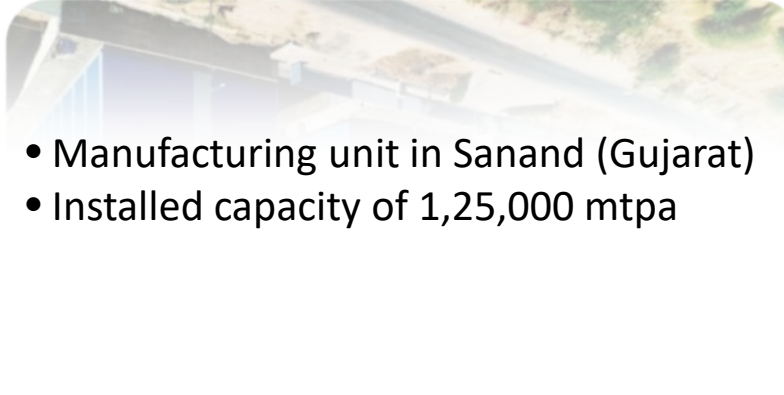 • Manufacturing unit in Sanand (Gujarat)
• Installed capacity of 1,25,000 mtpa